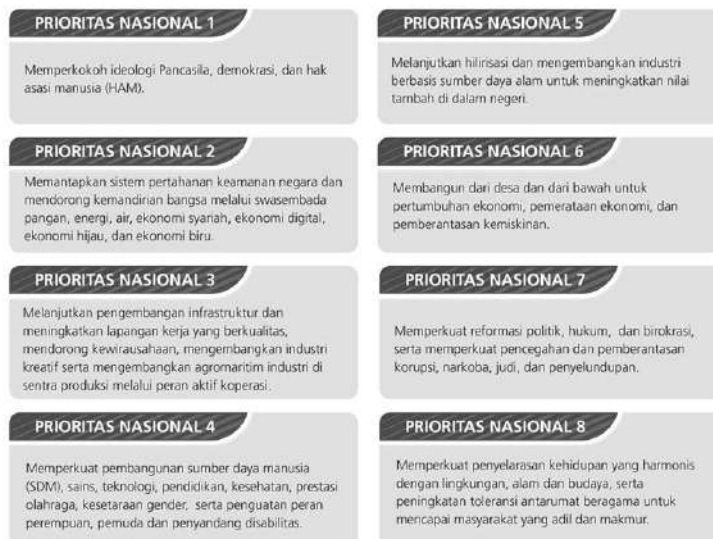 PRIORITAS NASIONAL 1
Memperkokoh ideologi Pancasila, demokrasi, dan hak
asasi manusia (HAM).
PRIORITAS NASIONAL 2
Memantapkan sistem pertahanan keamanan negara dan
mendorong kemandirian bangsa melalui swasembada
pangan, energi, air, ekonomi syariah, ekonomi digital,
ekonomi hijau, dan ekonomi biru.
PRIORITAS NASIONAL 3
Melanjutkan pengembangan infrastruktur dan
meningkatkan lapangan kerja yang berkualitas,
mendorong kewirausahaan, mengembangkan industri
kreatif serta mengembangkan agromaritim industri di
sentra produksi melalui peran aktif koperasi.
PRIORITAS NASIONAL 4
Memperkuat pembangunan sumber daya manusia
(SDM), sains, teknologi, pendidikan, kesehatan, prestasi
olahraga, kesetaraan gender, serta penguatan peran
perempuan, pemuda dan penyandang disabilitas.
PRIORITAS NASIONAL 5
Melanjutkan hilirisasi dan mengembangkan industri
berbasis sumber daya alam untuk meningkatkan nilai
tambah di dalam negeri.
PRIORITAS NASIONAL 6
Membangun dari desa dan dari bawah untuk
pertumbuhan ekonomi, pemerataan ekonomi, dan
pemberantasan kemiskinan.
PRIORITAS NASIONAL 7
Memperkuat reformasi politik, hukum, dan birokrasi,
serta memperkuat pencegahan dan pemberantasan
korupsi, narkoba, judi, dan penyelundupan.
PRIORITAS NASIONAL 8
Memperkuat penyelarasan kehidupan yang harmonis
dengan lingkungan, alam dan budaya, serta
peningkatan toleransi antarumat beragama untuk
mencapai masyarakat yang adil dan makmur.